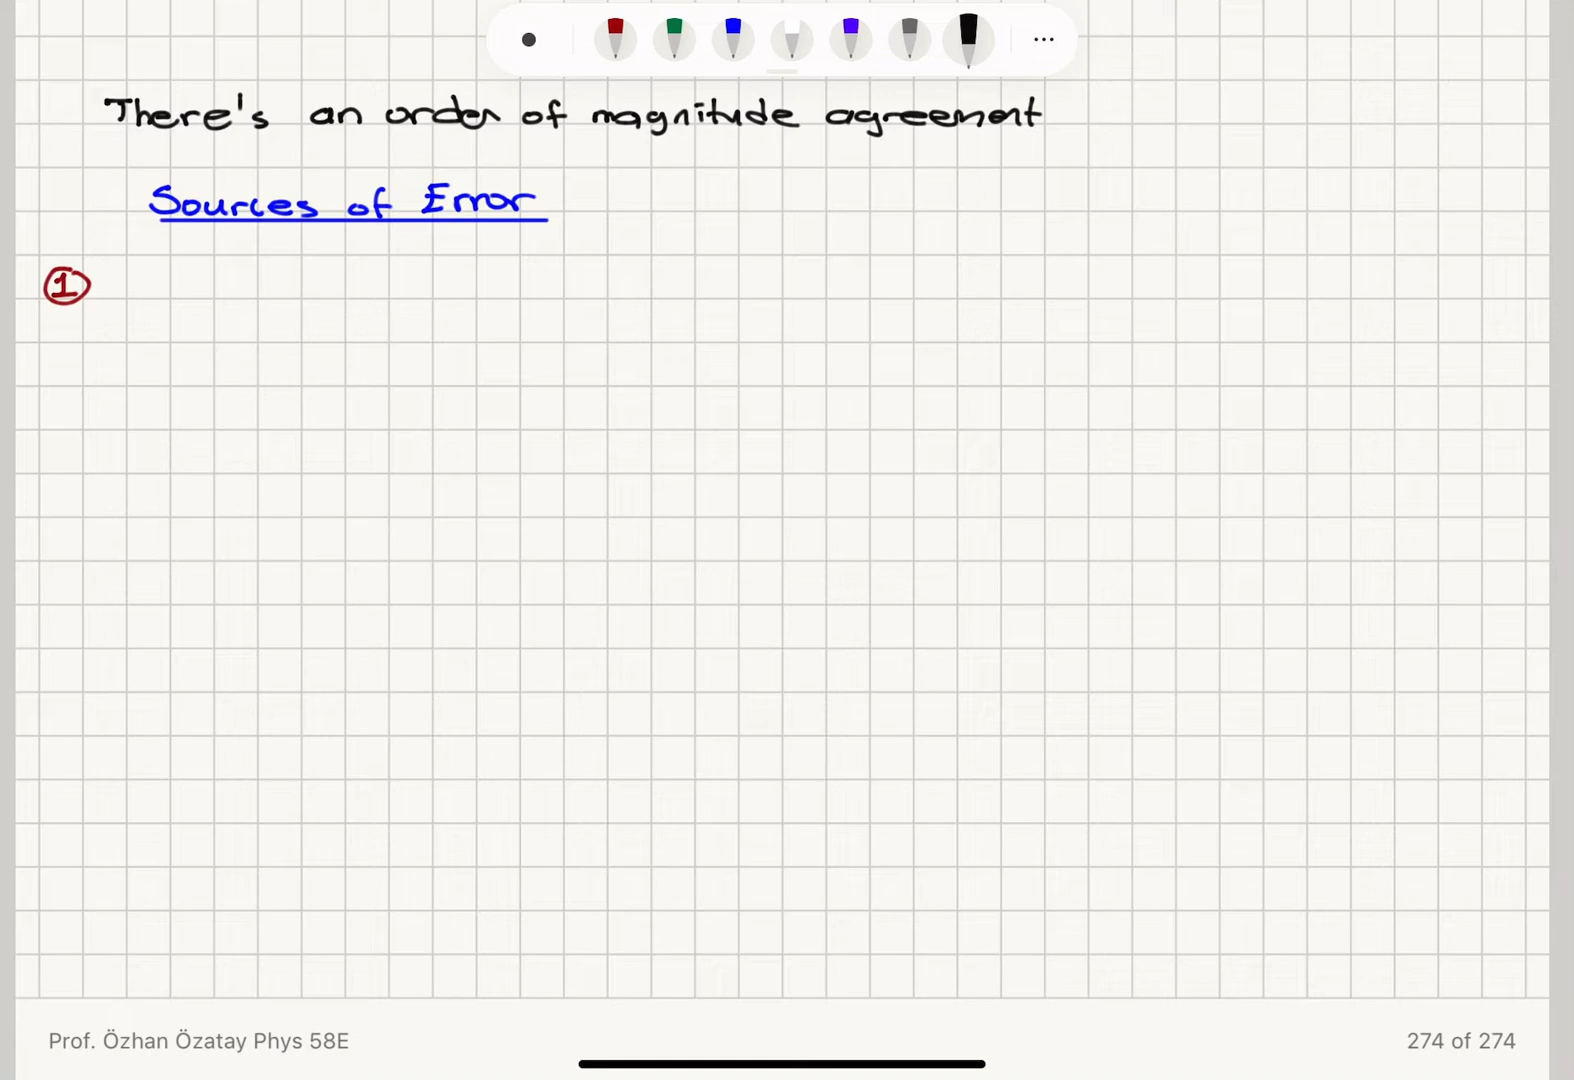 There's an order of magnitude agreement
Sources of Error
1
Prof. Özhan Özatay Phys 58E
274 of 274